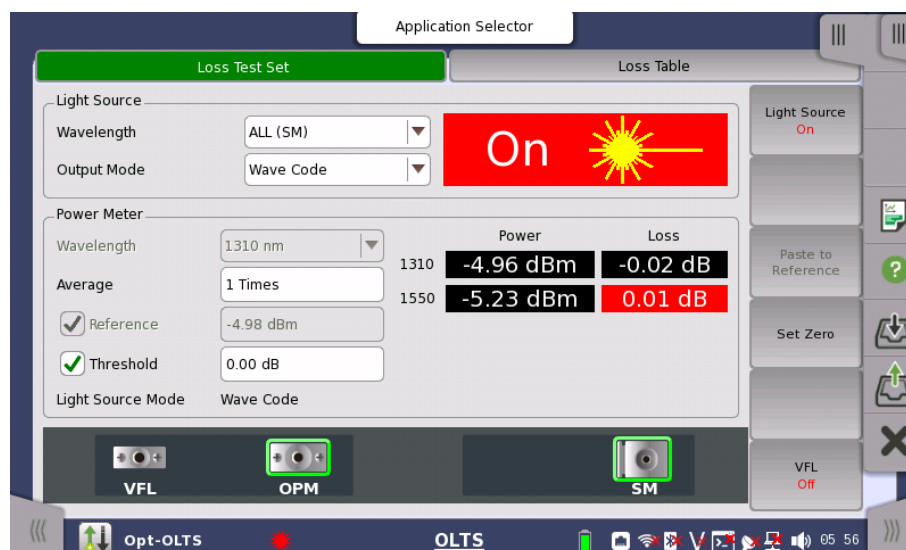 Application Selector
Loss Test Set
Loss Table
Light Source
Wavelength
ALL (SM)
Output Mode
Wave Code
On
Light Source
On
Power Meter
Wavelength
1310 nm
Average
1 Times
Reference
-4.98 dBm
Threshold
0.00 dB
Light Source Mode
Wave Code
Power Loss
1310 -4.96 dBm -0.02 dB
1550 -5.23 dBm 0.01 dB
Paste to
Reference
Set Zero
VFL
OPM
SM
VFL
Off
Opt-OLTS
OLTS
05 56